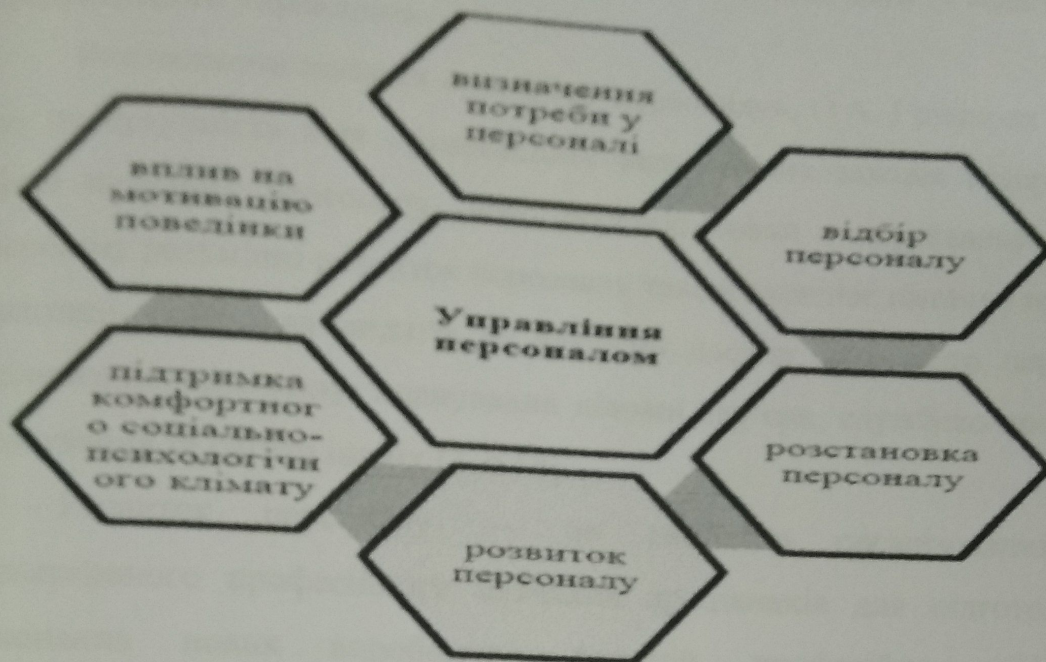 визначення
потреби у
персоналі
вплив на
мотивацію
поведінки
відбір
персоналу
Управління
персоналом
підтримка
комфортног
о соціально-
психологічн
ого клімату
розстановка
персоналу
розвиток
персоналу